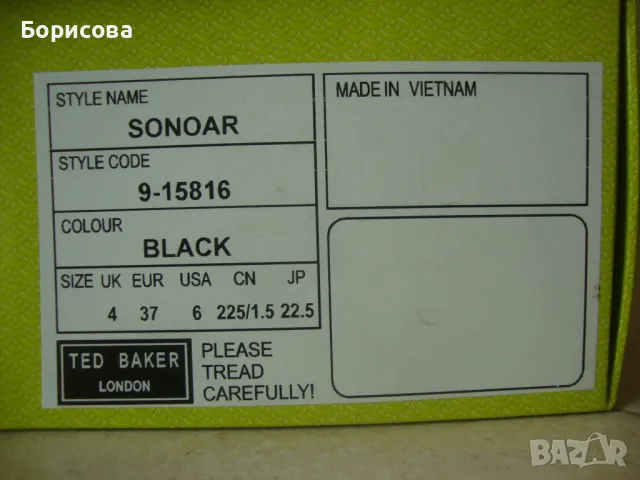 Борисова
STYLE NAME
SONOAR
STYLE CODE
9-15816
COLOUR
BLACK
SIZE UK EUR USA CN JP
4 37 6 225/1.5 22.5
TED BAKER
LONDON
PLEASE
TREAD
CAREFULLY!
MADE IN VIETNAM
BAZAR